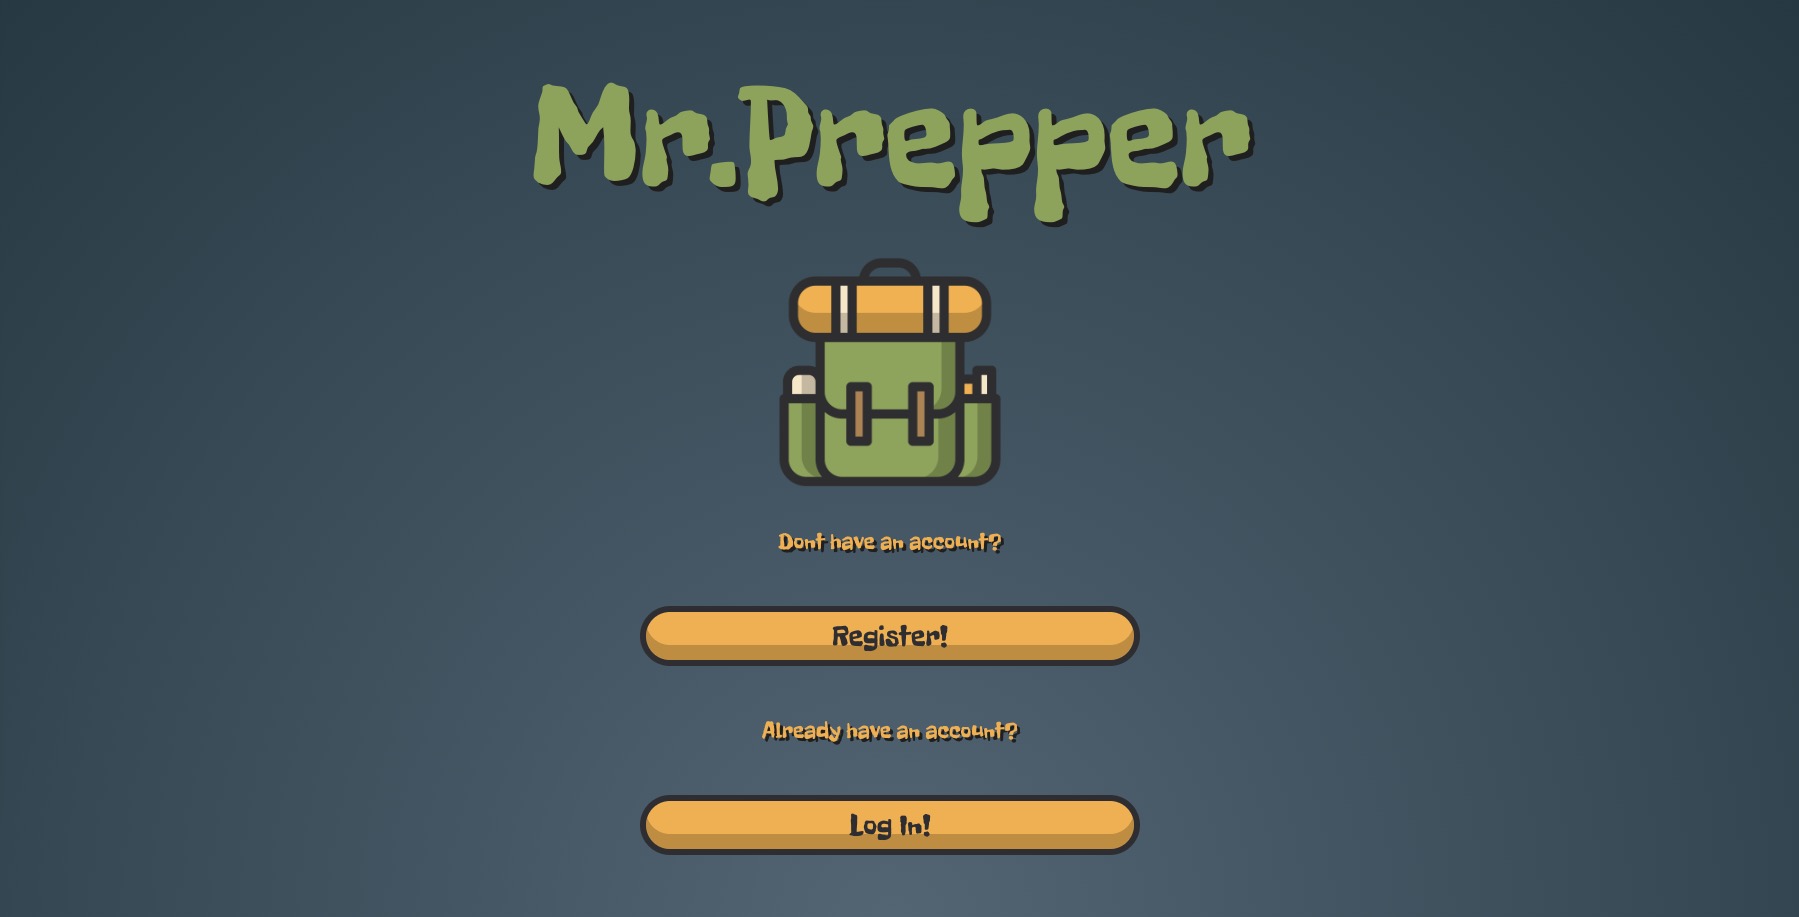 Mr.Prepper
Dont have an account?
Register!
Already have an account?
Log In!